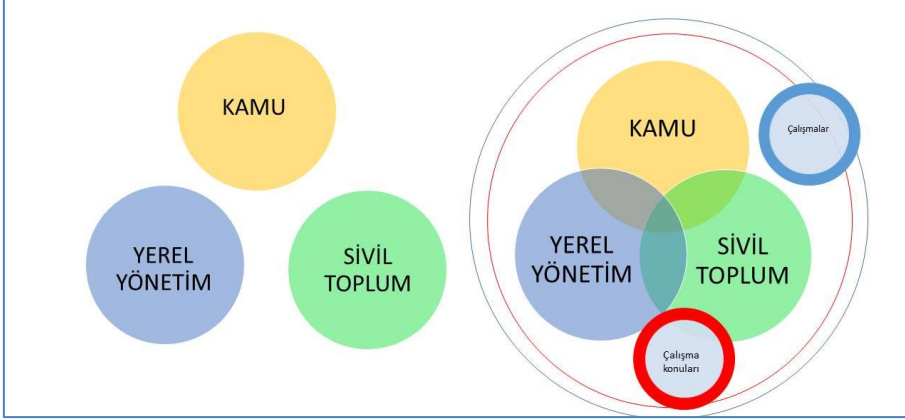 KAMU
YEREL
YÖNETİM
SİVİL
TOPLUM
KAMU
Çalışmalar
YEREL
YÖNETİM
SİVİL
TOPLUM
Çalışma
konuları